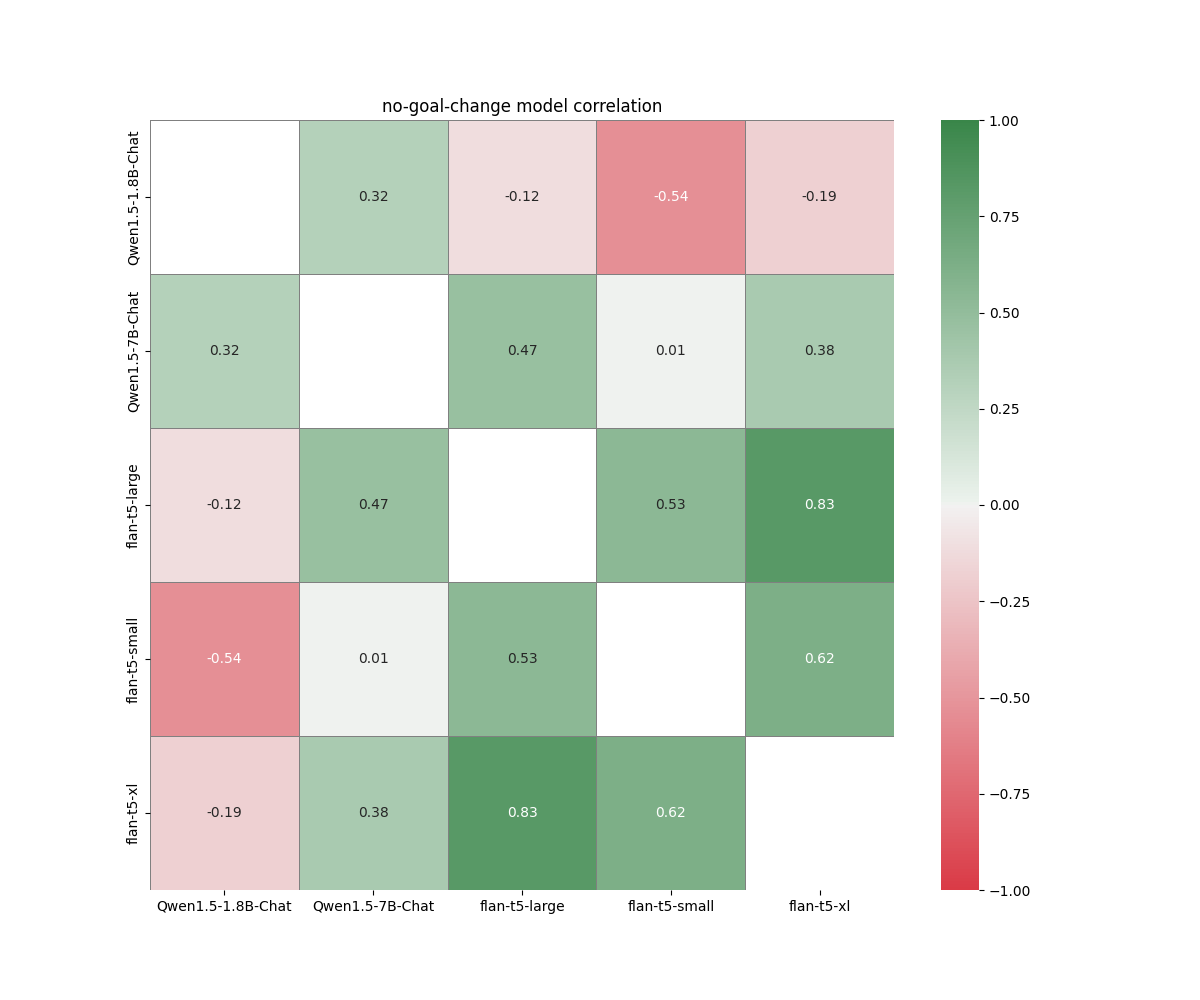 no-goal-change model correlation
Qwen1.5-1.8B-Chat
0.32
-0.12
-0.54
-0.19
Qwen1.5-7B-Chat
0.32
0.47
0.01
0.38
flan-t5-large
-0.12
0.47
0.53
0.83
flan-t5-small
-0.54
0.01
0.53
0.62
flan-t5-xl
-0.19
0.38
0.83
0.62
Qwen1.5-1.8B-Chat
Qwen1.5-7B-Chat
flan-t5-large
flan-t5-small
flan-t5-xl
1.00
0.75
0.50
0.25
0.00
−0.25
−0.50
−0.75
−1.00